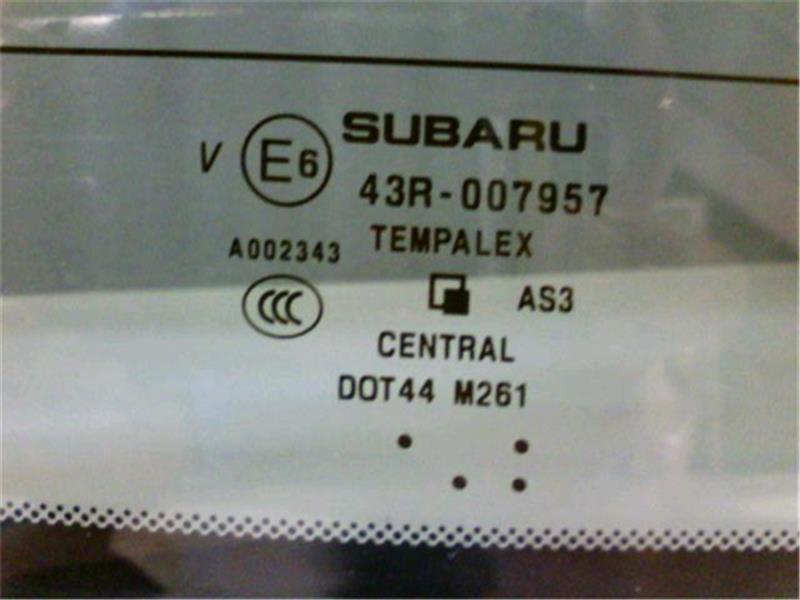 SUBARU
V E6
43R-007957
A002343 TEMPALEX
CCC AS3
CENTRAL
DOT44 M261